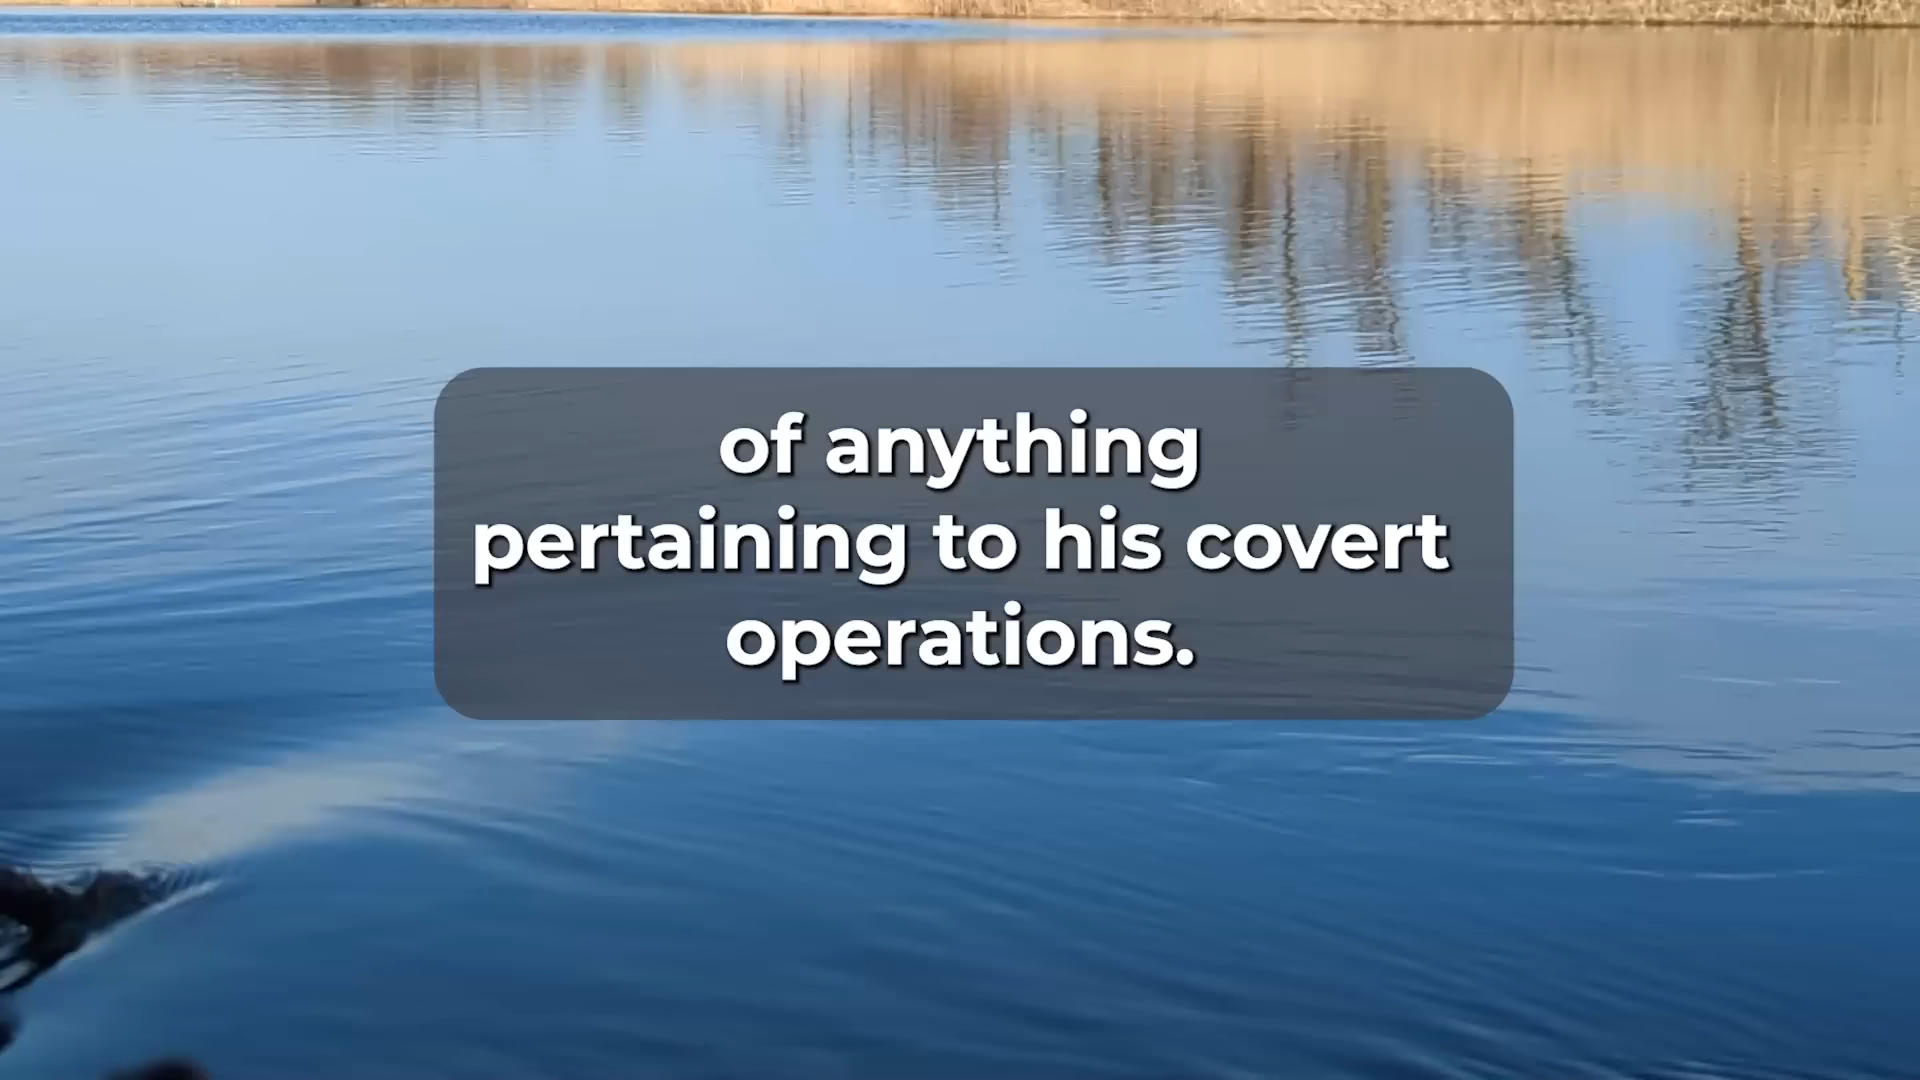 of anything
pertaining to his covert
operations.